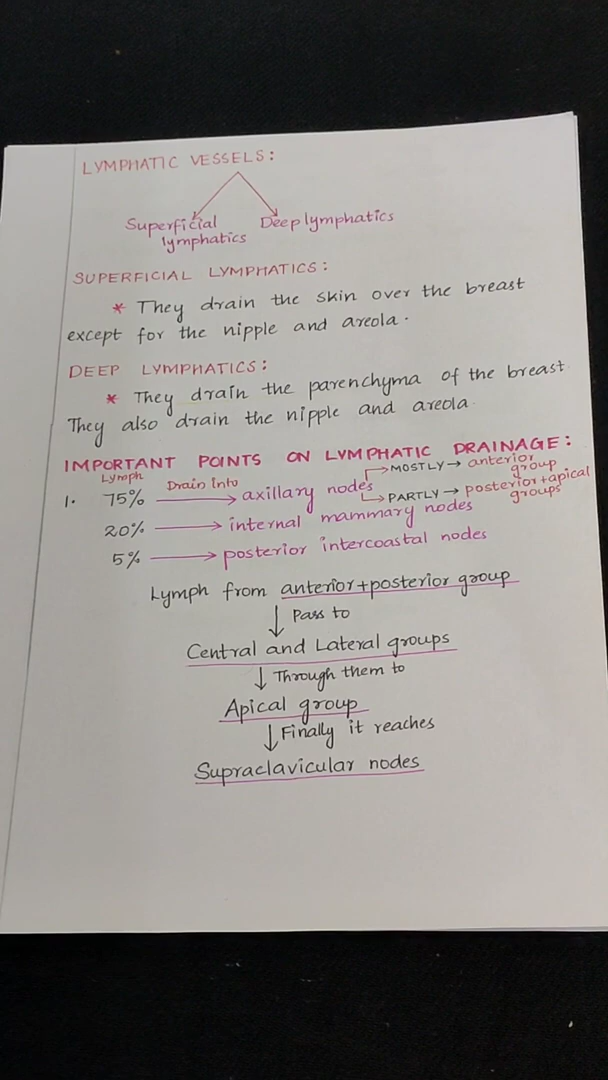 LYMPHATIC VESSELS:
Superficial lymphatics
Deep lymphatics
SUPERFICIAL LYMPHATICS:
* They drain the skin over the breast
except for the nipple and areola.
DEEP LYMPHATICS:
* They drain the parenchyma of the breast
They also drain the nipple and areola.
IMPORTANT POINTS ON LYMPHATIC DRAINAGE:
Lymph
1. 75% Drain into → axillary nodes
→ MOSTLY → anterior group
→ PARTLY → posterior + apical groups
20% → internal mammary nodes
5% → posterior intercoastal nodes
Lymph from anterior + posterior group
↓ Pass to
Central and Lateral groups
↓ Through them to
Apical group
↓ Finally it reaches
Supraclavicular nodes